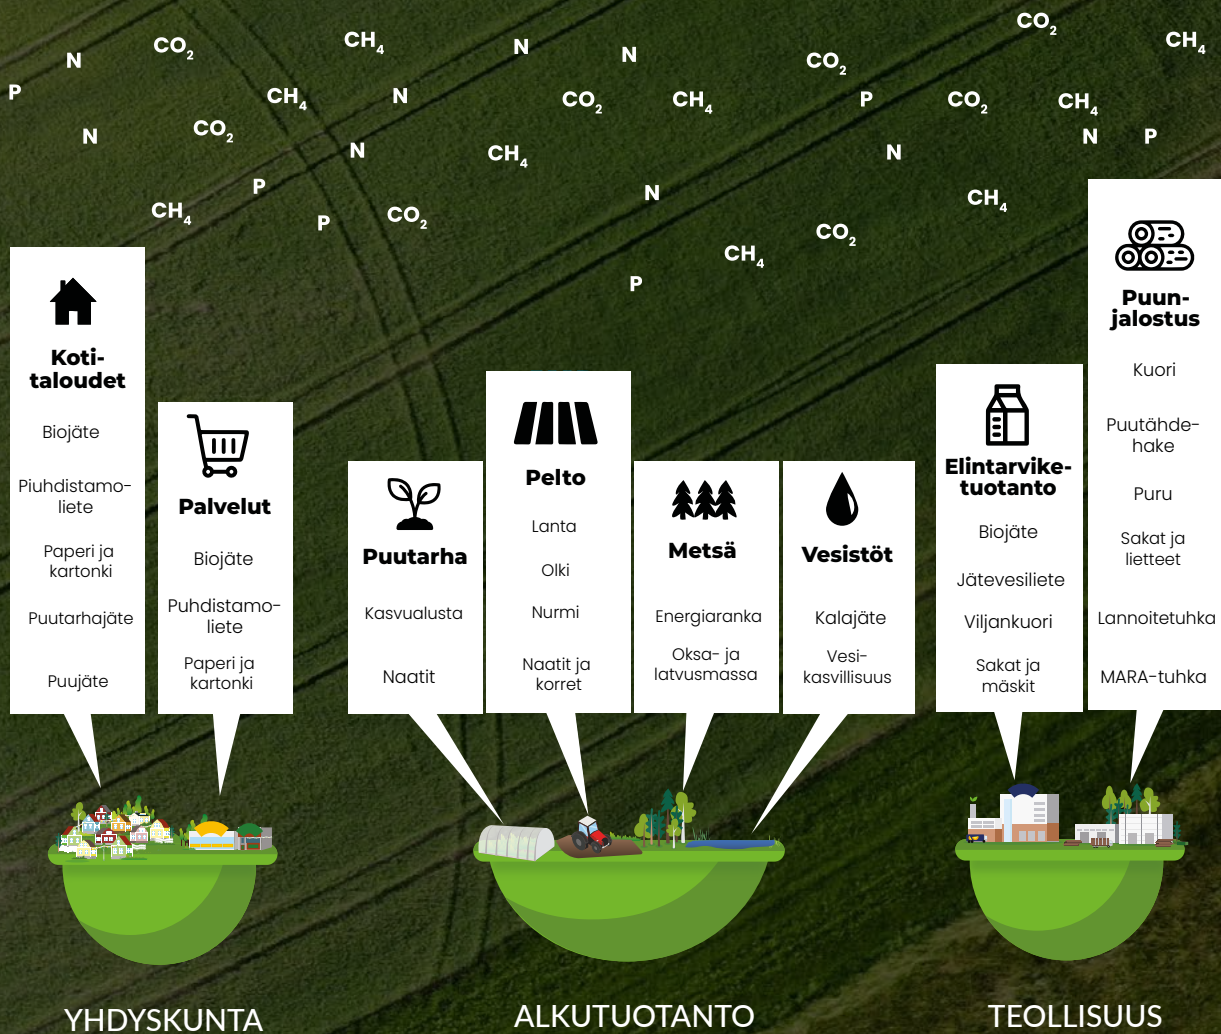 CO₂
N
CO₂
CH₄
N
N
CO₂
CH₄
P
CH₄
N
CO₂
CH₄
P
CO₂
CH₄
N
CO₂
N
CH₄
N
N
P
P
N
CH₄
CH₄
P
CO₂
CO₂
CH₄
P
Koti-
taloudet
Biojäte
Piuhdistamo-
liete
Paperi ja
kartonki
Puutarhajäte
Puujäte
Palvelut
Biojäte
Puhdistamo-
liete
Paperi ja
kartonki
Puutarha
Kasvualusta
Naatit
Pelto
Lanta
Olki
Nurmi
Naatit ja
korret
Metsä
Energiaranka
Oksa- ja
latvusmassa
Vesistöt
Kalajäte
Vesi-
kasvillisuus
Elintarvike-
tuotanto
Biojäte
Jätevesiliete
Viljankuori
Sakat ja
mäskit
Puun-
jalostus
Kuori
Puutähde-
hake
Puru
Sakat ja
lietteet
Lannoitetuhka
MARA-tuhka
YHDYSKUNTA
ALKUTUOTANTO
TEOLLISUUS